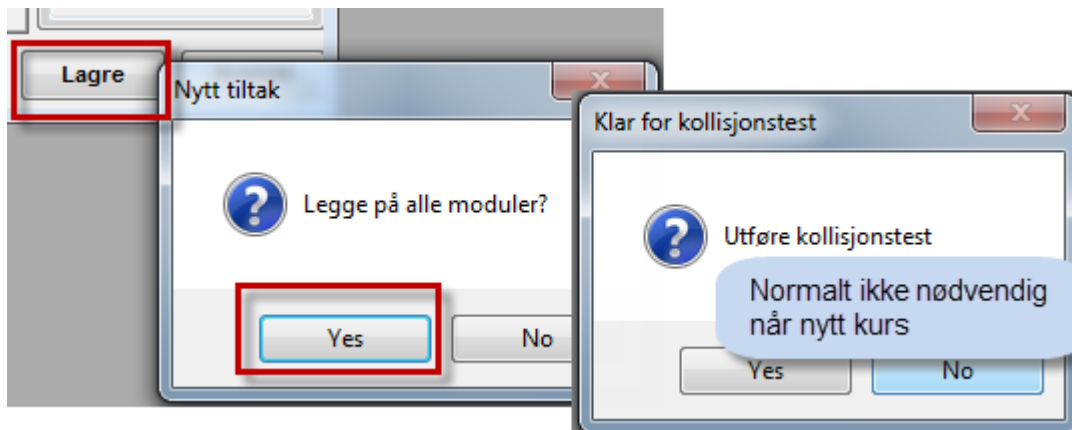 Lagre
Nytt tiltak
Legge på alle moduler?
Yes
No
Klar for kollisjonstest
Utføre kollisjonstest
Normalt ikke nødvendig
når nytt kurs
Yes
No